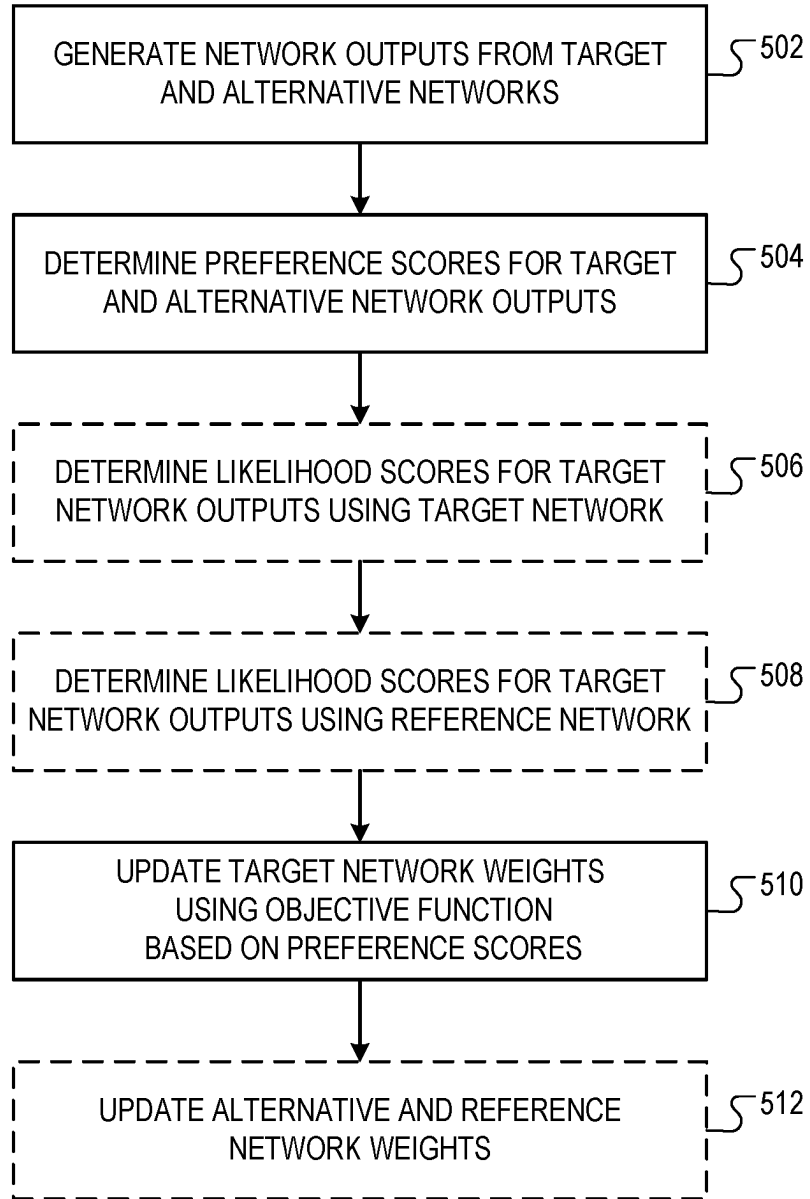 GENERATE NETWORK OUTPUTS FROM TARGET
AND ALTERNATIVE NETWORKS
502
DETERMINE PREFERENCE SCORES FOR TARGET
AND ALTERNATIVE NETWORK OUTPUTS
504
DETERMINE LIKELIHOOD SCORES FOR TARGET
NETWORK OUTPUTS USING TARGET NETWORK
506
DETERMINE LIKELIHOOD SCORES FOR TARGET
NETWORK OUTPUTS USING REFERENCE NETWORK
508
UPDATE TARGET NETWORK WEIGHTS
USING OBJECTIVE FUNCTION
BASED ON PREFERENCE SCORES
510
UPDATE ALTERNATIVE AND REFERENCE
NETWORK WEIGHTS
512